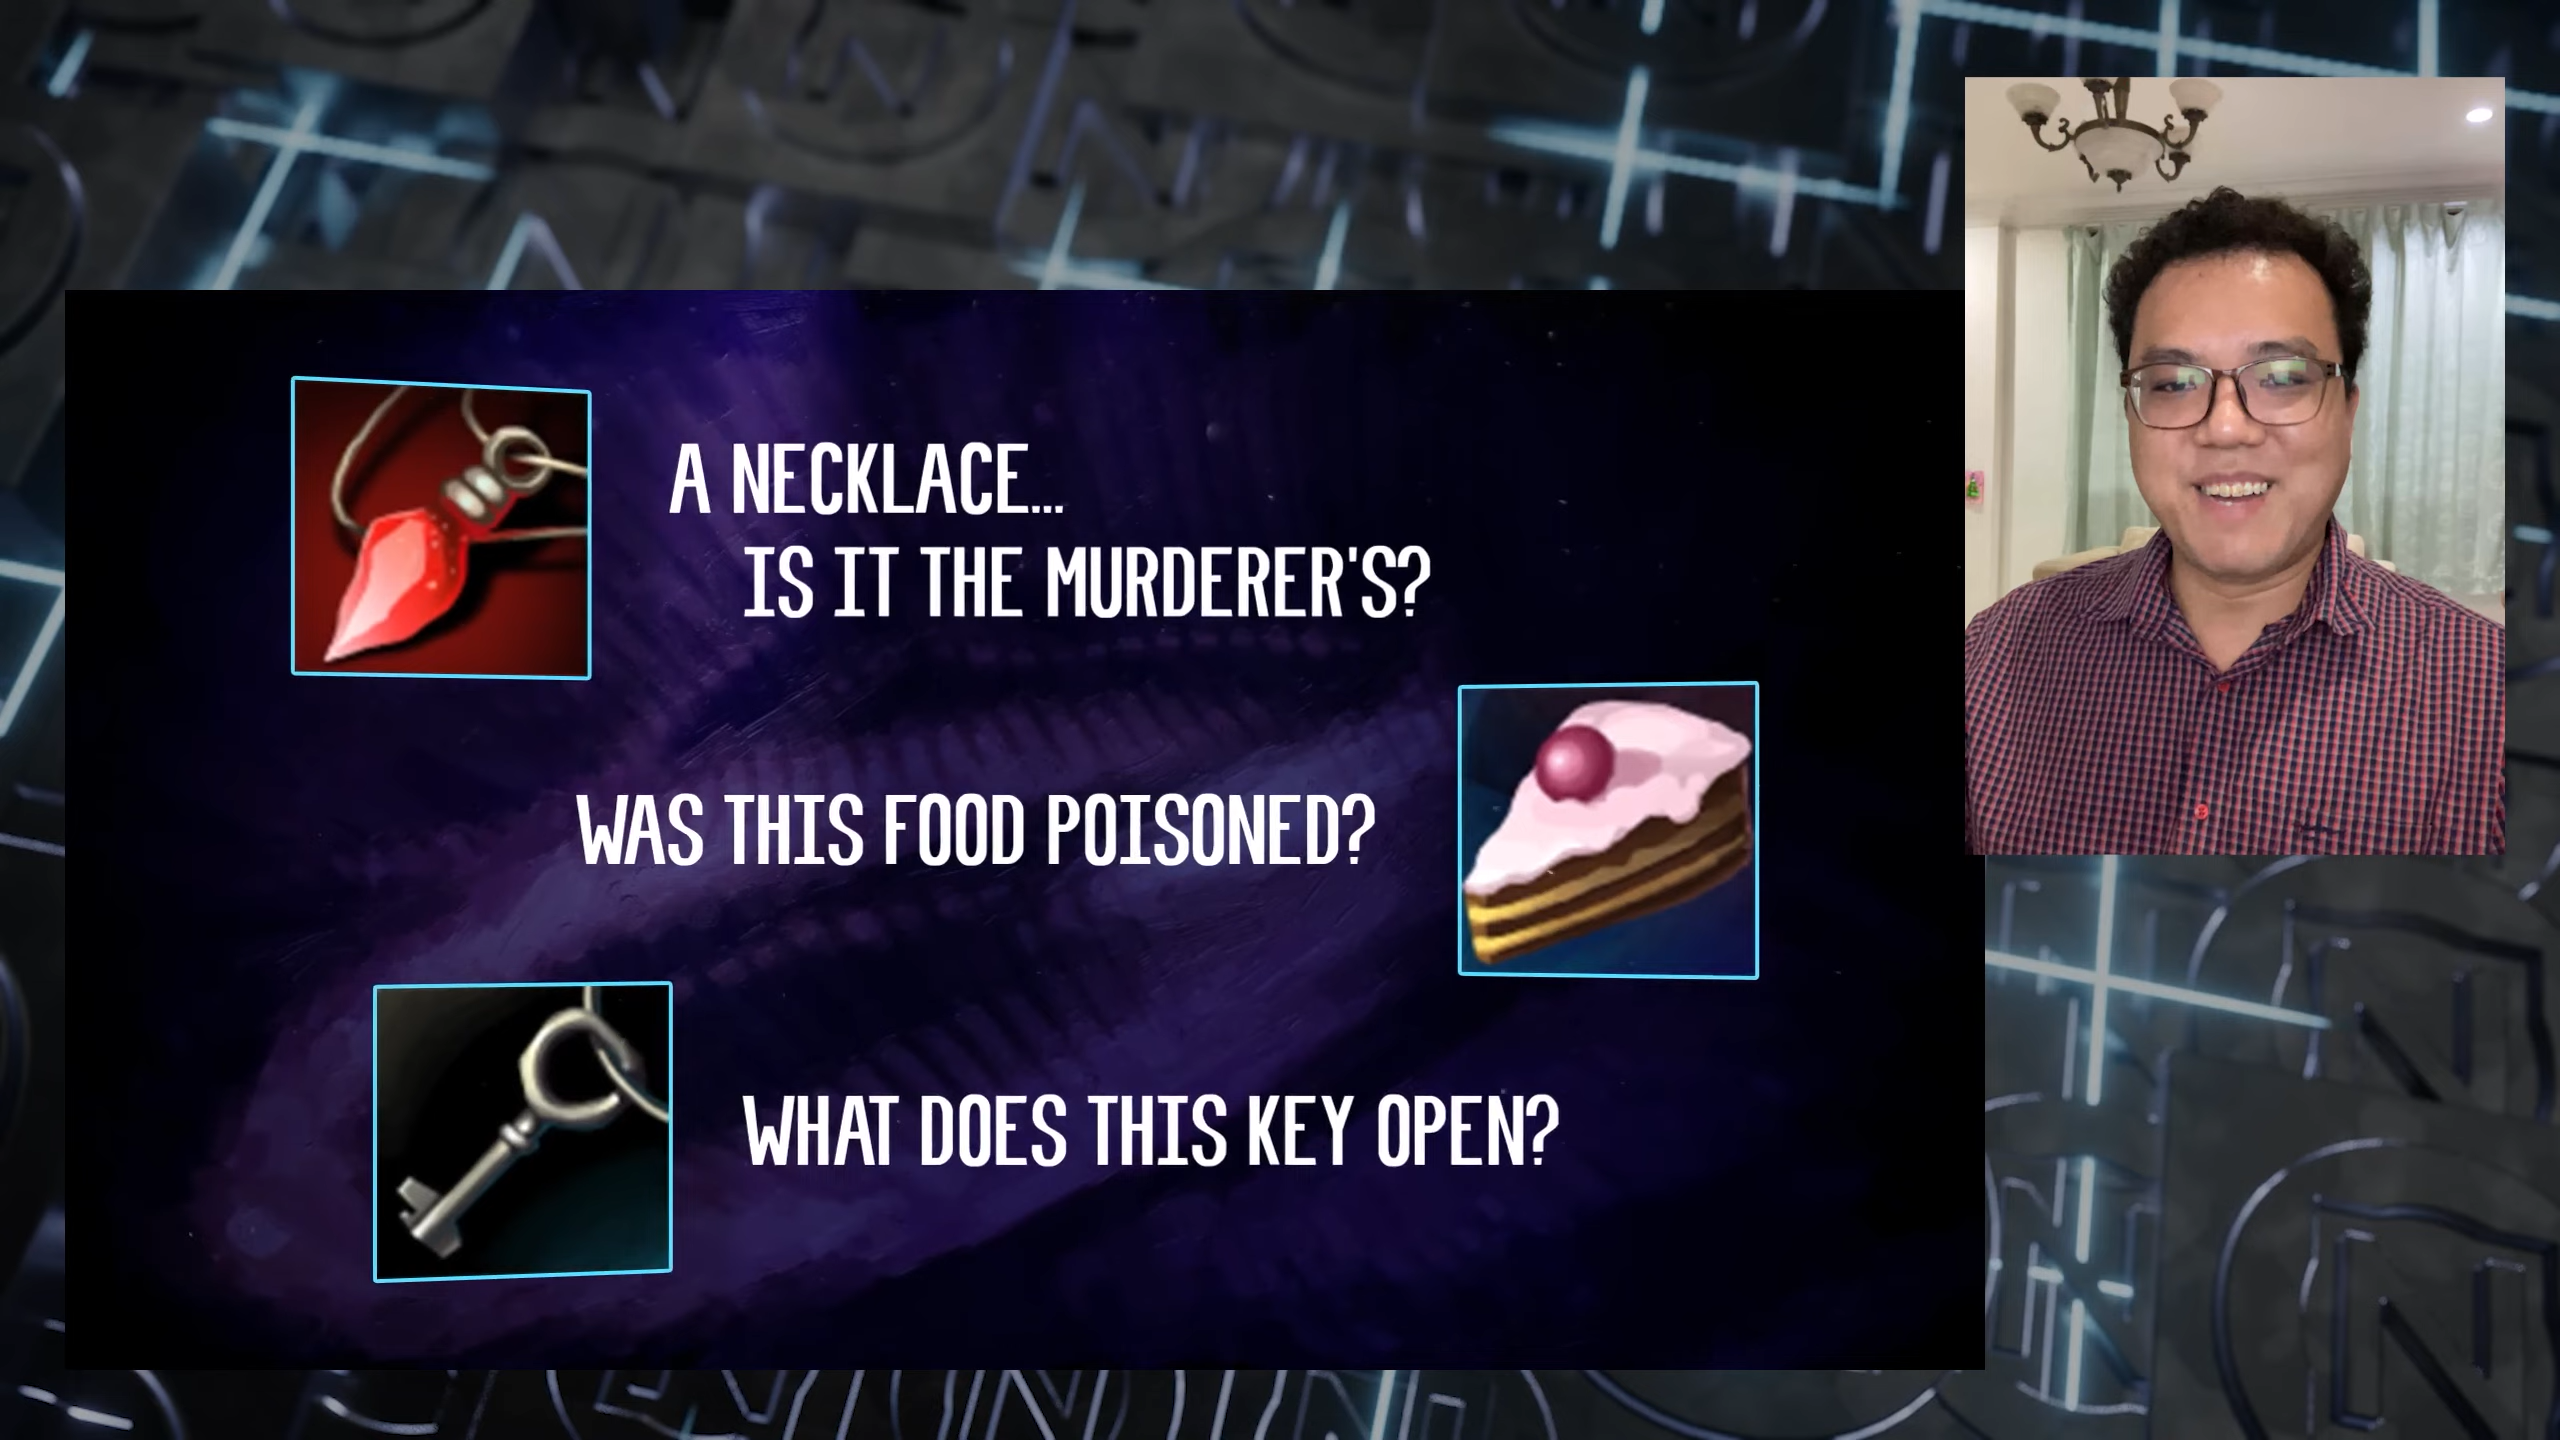 A NECKLACE...
IS IT THE MURDERER'S?
WAS THIS FOOD POISONED?
WHAT DOES THIS KEY OPEN?